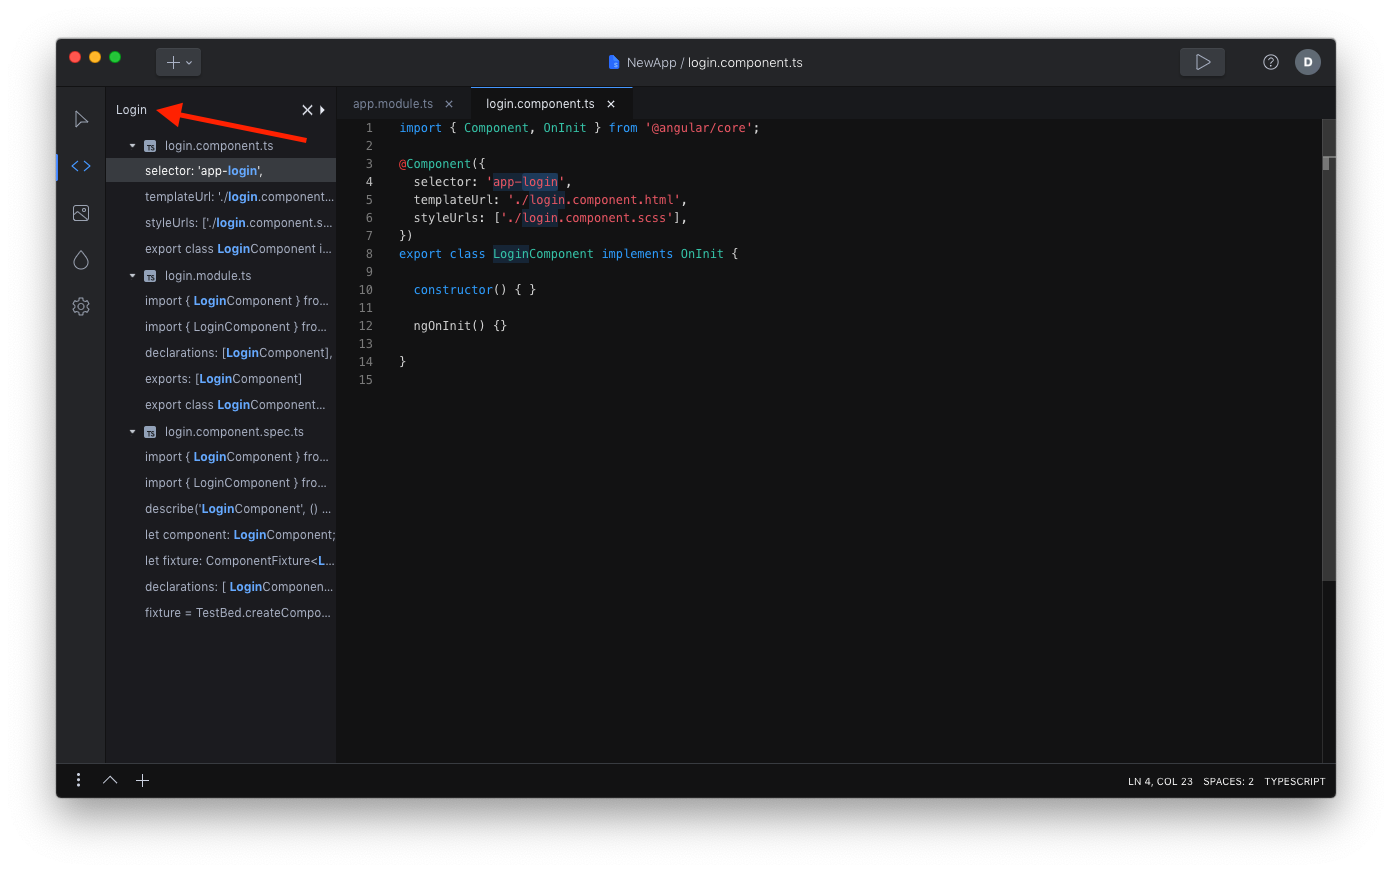 NewApp / login.component.ts
D
Login
login.component.ts
selector: 'app-login',
templateUrl: './login.component...
styleUrls: ['./login.component.s...
export class LoginComponent i...
login.module.ts
import { LoginComponent } fro...
import { LoginComponent } fro...
declarations: [LoginComponent],
exports: [LoginComponent]
export class LoginComponent...
login.component.spec.ts
import { LoginComponent } fro...
import { LoginComponent } fro...
describe('LoginComponent', () ...
let component: LoginComponent;
let fixture: ComponentFixture<L...
declarations: [ LoginComponen...
fixture = TestBed.createCompo...
app.module.ts
login.component.ts
1 import { Component, OnInit } from '@angular/core';
2
3 @Component({
4 selector: 'app-login',
5 templateUrl: './login.component.html',
6 styleUrls: ['./login.component.scss'],
7 })
8 export class LoginComponent implements OnInit {
9
10 constructor() { }
11
12 ngOnInit() {}
13
14 }
15
LN 4, COL 23 SPACES: 2 TYPESCRIPT